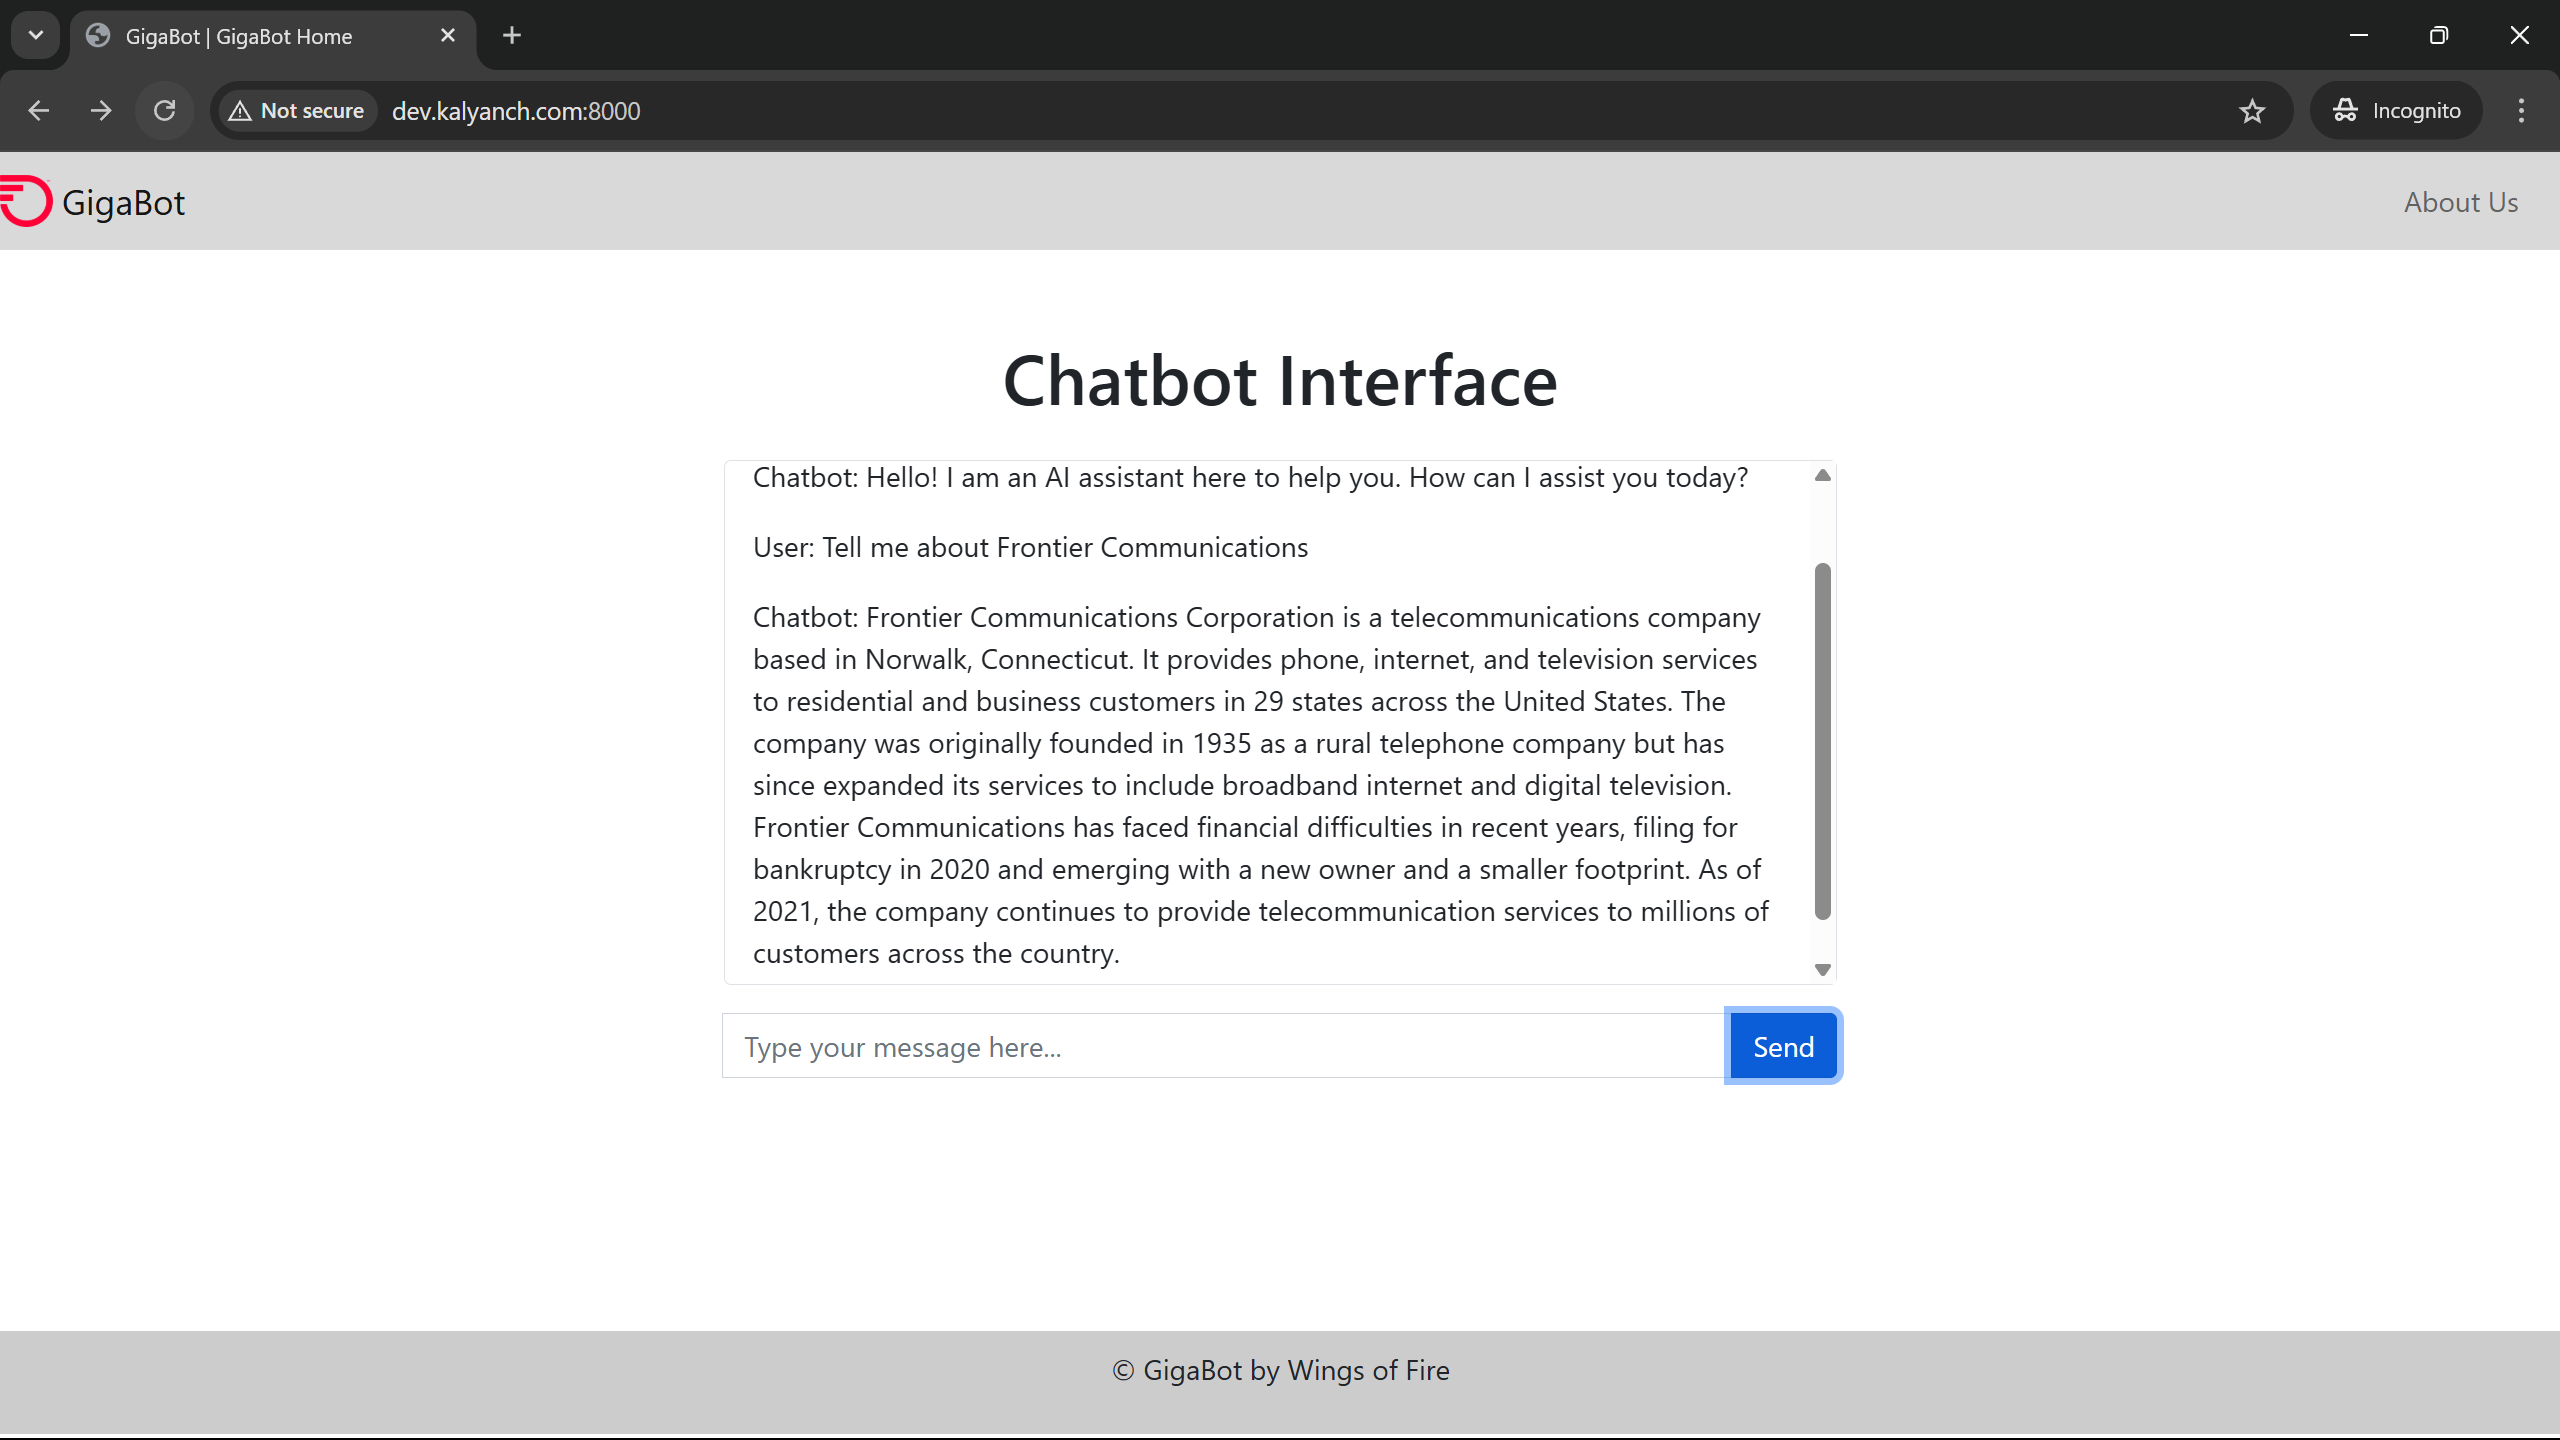 GigaBot | GigaBot Home
Not secure
dev.kalyanch.com:8000
Incognito
GigaBot
About Us
Chatbot Interface
Chatbot: Hello! I am an AI assistant here to help you. How can I assist you today?
User: Tell me about Frontier Communications
Chatbot: Frontier Communications Corporation is a telecommunications company
based in Norwalk, Connecticut. It provides phone, internet, and television services
to residential and business customers in 29 states across the United States. The
company was originally founded in 1935 as a rural telephone company but has
since expanded its services to include broadband internet and digital television.
Frontier Communications has faced financial difficulties in recent years, filing for
bankruptcy in 2020 and emerging with a new owner and a smaller footprint. As of
2021, the company continues to provide telecommunication services to millions of
customers across the country.
Type your message here...
Send
© GigaBot by Wings of Fire